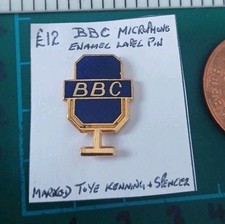 £12 BBC MICROPHONE
ENAMEL LAPEL PIN
BBC
MARKED TOYE KENNING + SPENCER